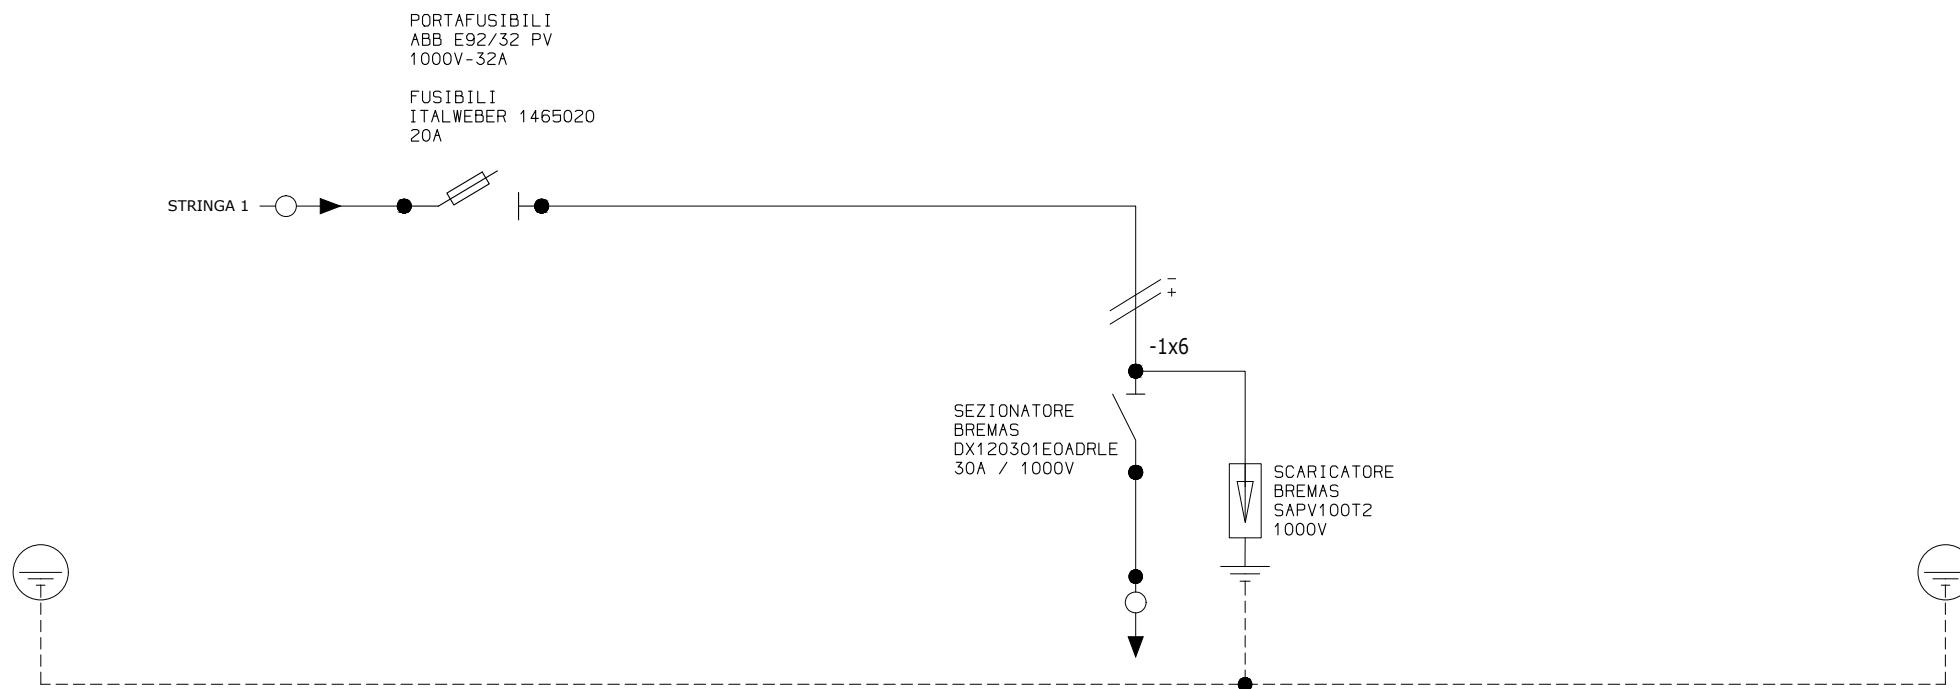 PORTAFUSIBILI
ABB E92/32 PV
1000V-32A
FUSIBILI
ITALWEBER 1465020
20A
STRINGA 1
-
+
-1x6
SEZIONATORE
BREMAS
DX120301E0ADRLE
30A / 1000V
SCARICATORE
BREMAS
SAPV100T2
1000V